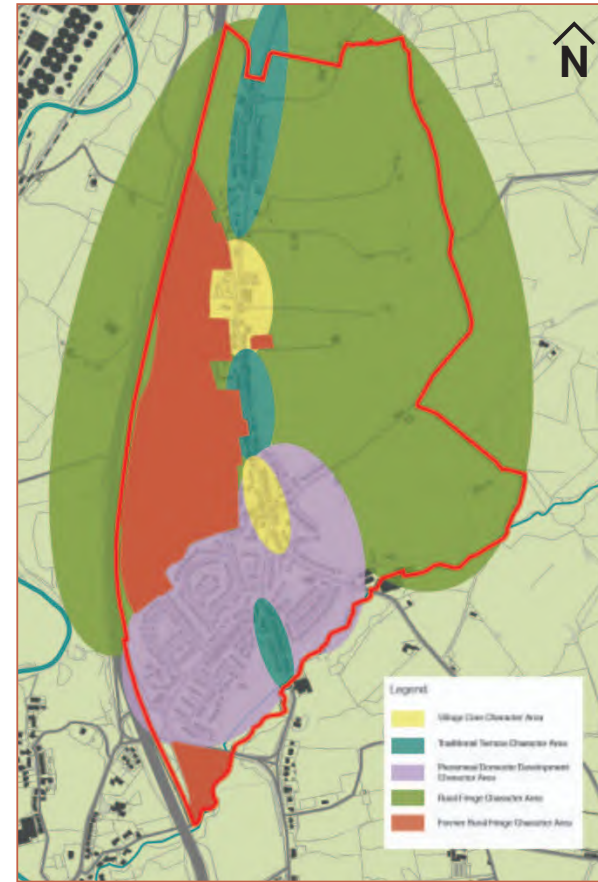 N
Legend
Village Core Character Area
Traditional Terrace Character Area
Piecemeal Domestic Development
Character Area
Rural Fringe Character Area
Former Rural Fringe Character Area